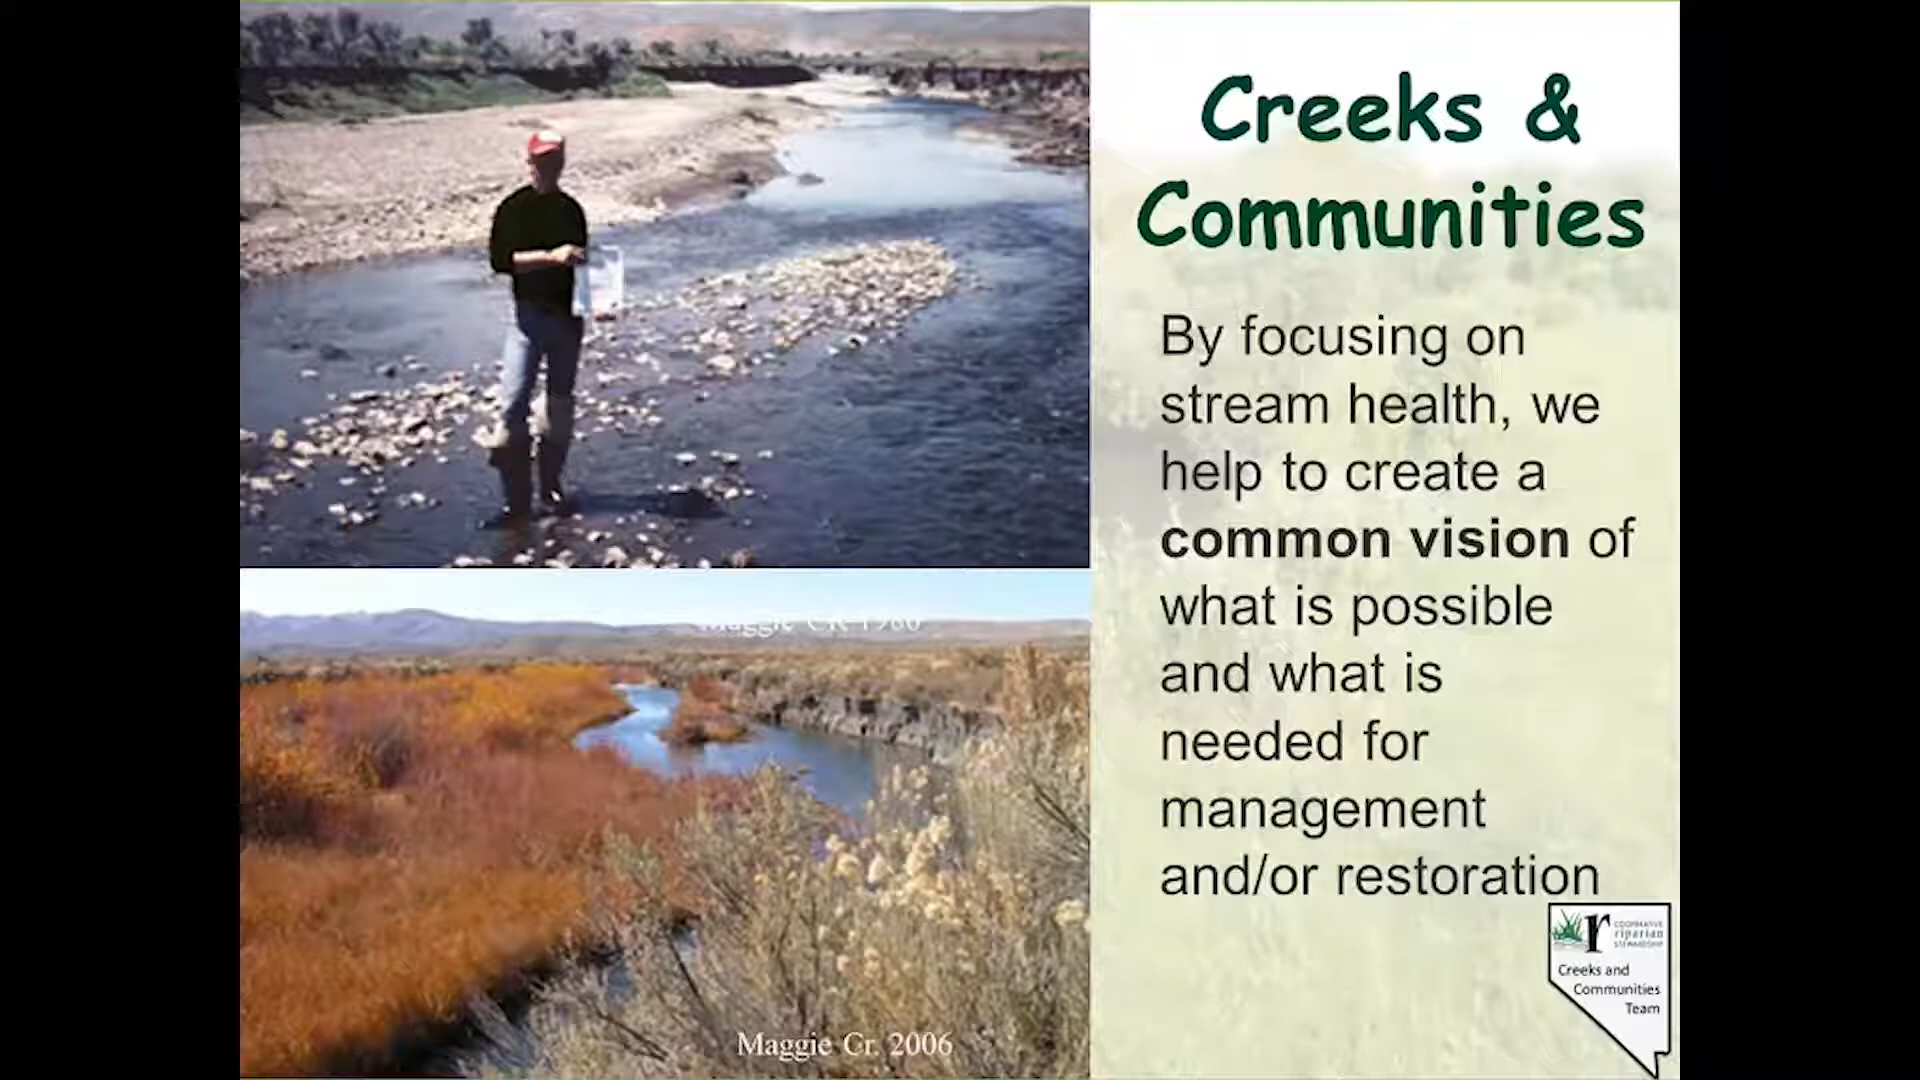 Creeks &
Communities
By focusing on
stream health, we
help to create a
common vision of
what is possible
and what is
needed for
management
and/or restoration
Maggie CR 1980
Maggie Cr. 2006
r
COOPERATIVE
riparian
STEWARDSHIP
Creeks and
Communities
Team